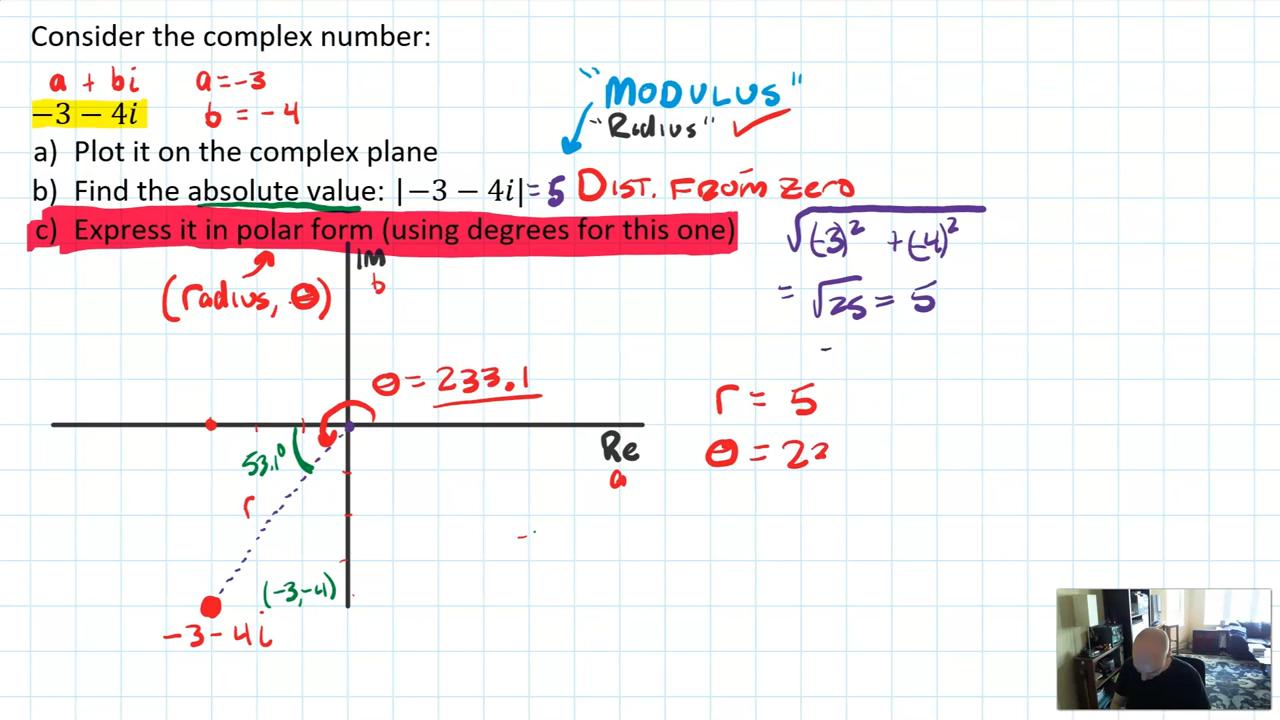 Consider the complex number:
a + bi a = -3
−3 − 4i b = -4
"MODULUS"
"Radius"
a) Plot it on the complex plane
b) Find the absolute value: |−3 − 4i| = 5 DIST. FROM ZERO
c) Express it in polar form (using degrees for this one)
√(-3)² + (-4)²
= √25 = 5
IM
b
(radius, θ)
θ = 233.1
r = 5
θ = 23
Re
a
53.1°
r
(-3,-4)
-3-4i